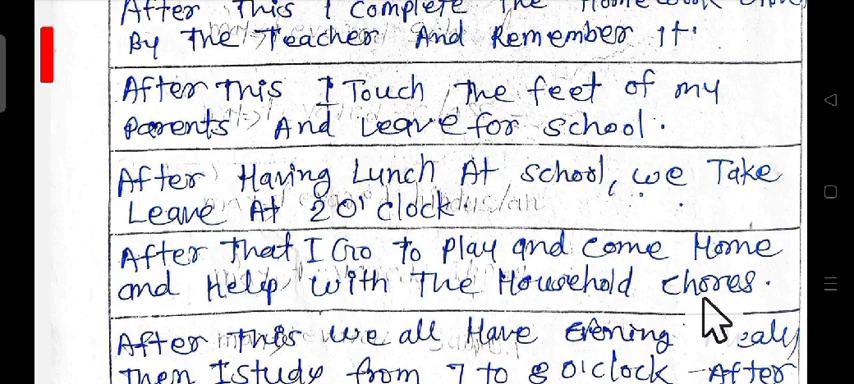 After This I Complete The Homework
By The Teacher And Remember it.
After This I Touch The feet of my
Parents And Leave for school.
After Having Lunch At school, we Take
Leave At 2 O'clock
After That I Go To Play and come Home
and Help with The Household chores.
After This we all Have Evening
Then I study from 7 to 8 O'clock After